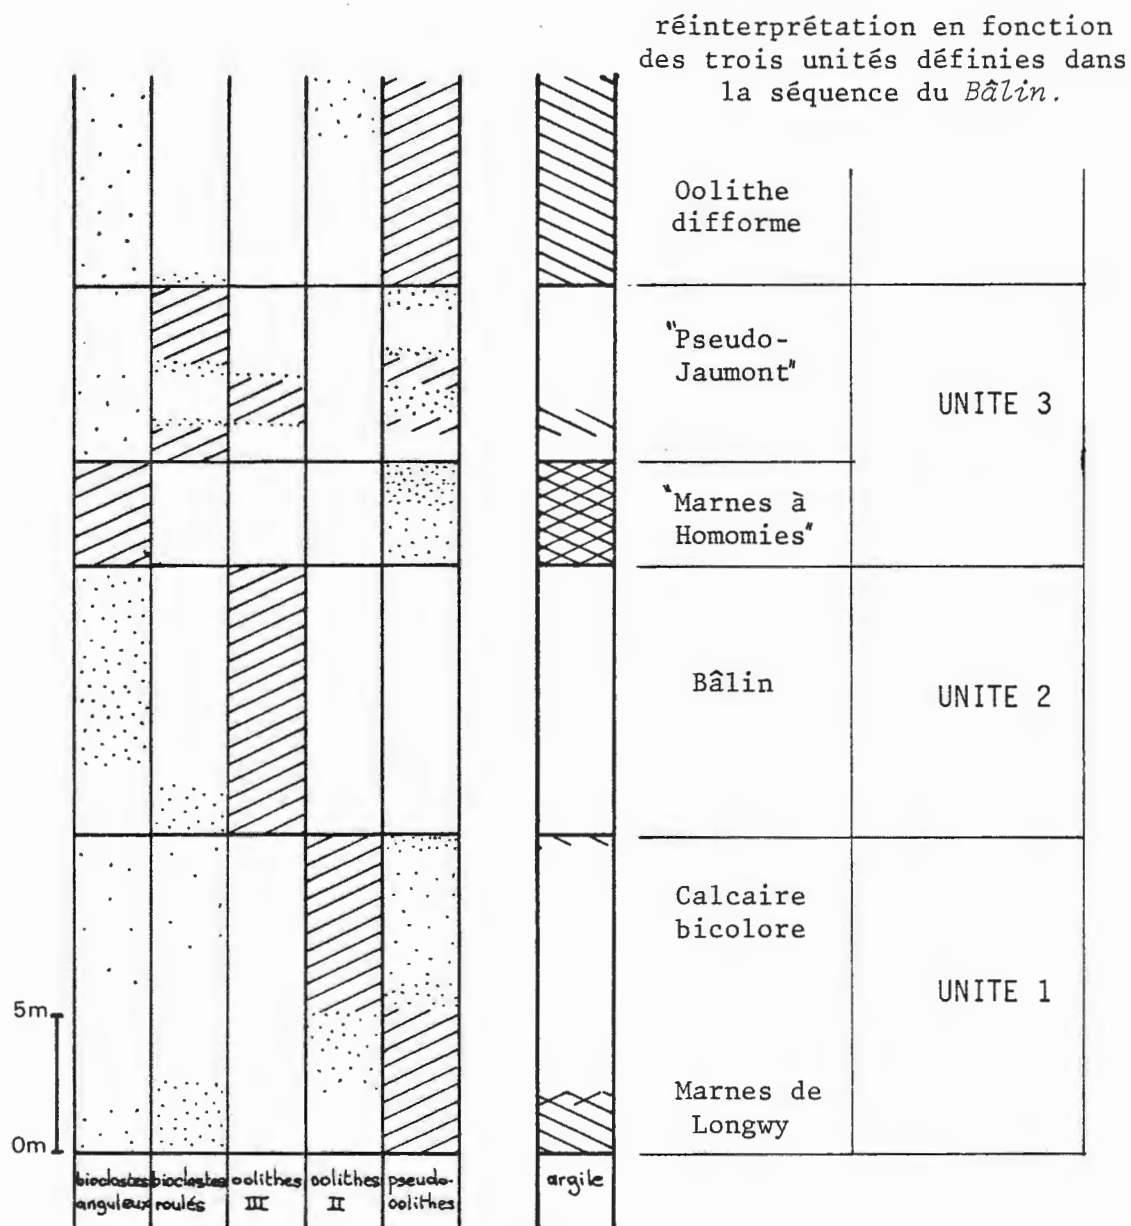 réinterprétation en fonction
des trois unités définies dans
la séquence du Bâlin.
Oolithe
difforme
"Pseudo-
Jaumont"
UNITE 3
"Marnes à
Homomies"
Bâlin
UNITE 2
Calcaire
bicolore
UNITE 1
5m
Marnes de
Longwy
0m
bioclastes
anguleux
bioclastes
roulés
oolithes
III
oolithes
II
pseudo-
oolithes
argile